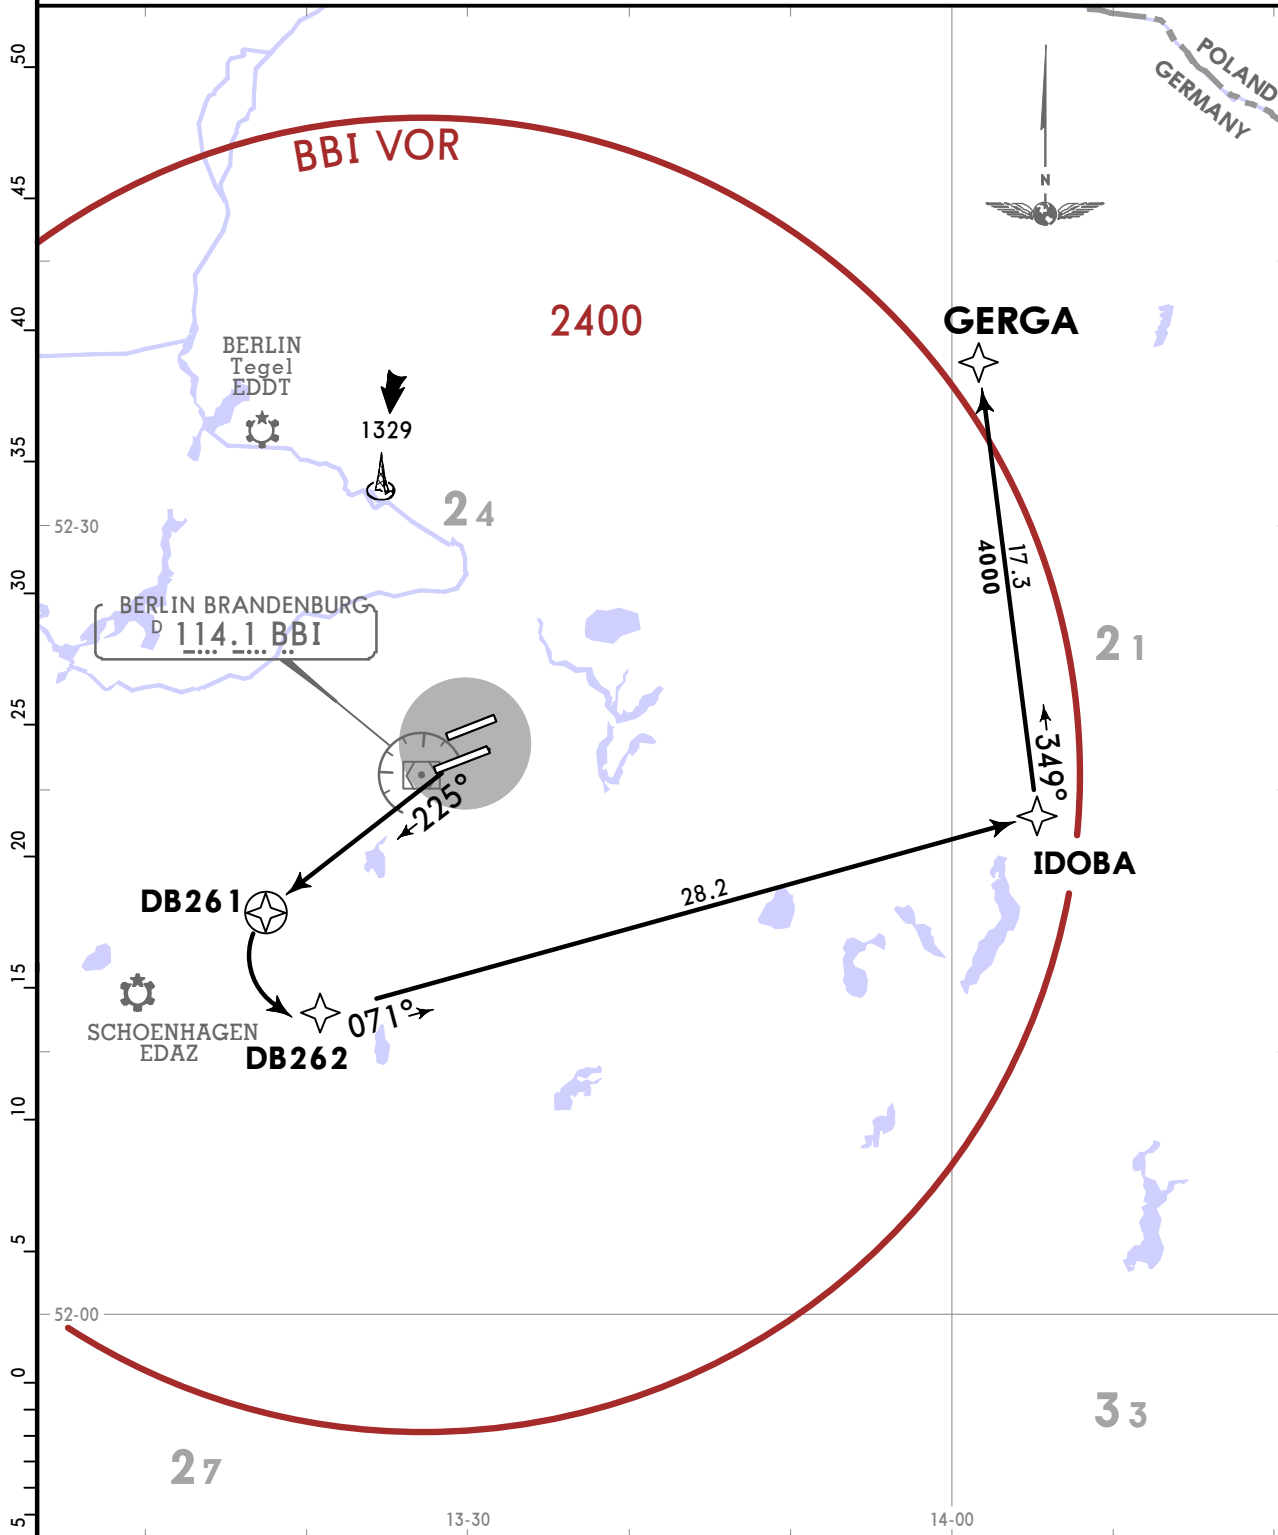 50
POLAND
GERMANY
BBI VOR
45
N
40
2400
GERGA
BERLIN
Tegel
EDDT
1329
35
24
52-30
17.3
4000
30
BERLIN BRANDENBURG
D 114.1 BBI
21
25
349°
225°
20
IDOBA
28.2
DB261
15
071°
SCHOENHAGEN
EDAZ
DB262
10
5
52-00
0
33
27
5
13-30
14-00